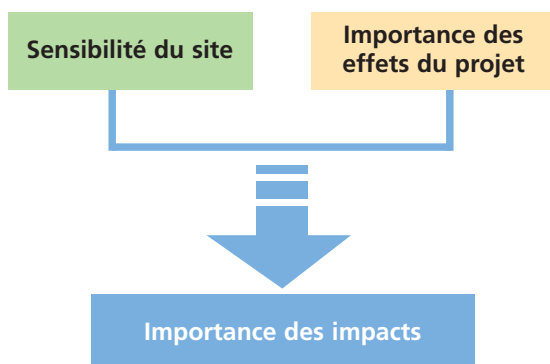 Sensibilité du site
Importance des
effets du projet
Importance des impacts